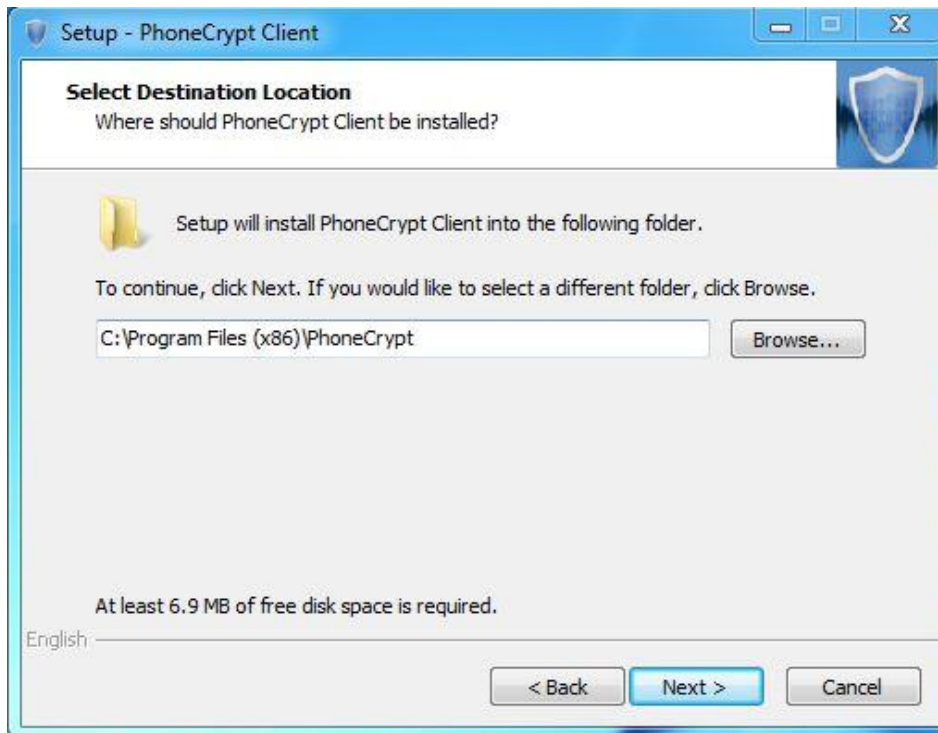 Setup - PhoneCrypt Client
Select Destination Location
Where should PhoneCrypt Client be installed?
Setup will install PhoneCrypt Client into the following folder.
To continue, click Next. If you would like to select a different folder, click Browse.
C:\Program Files (x86)\PhoneCrypt
Browse...
At least 6.9 MB of free disk space is required.
English
< Back
Next >
Cancel